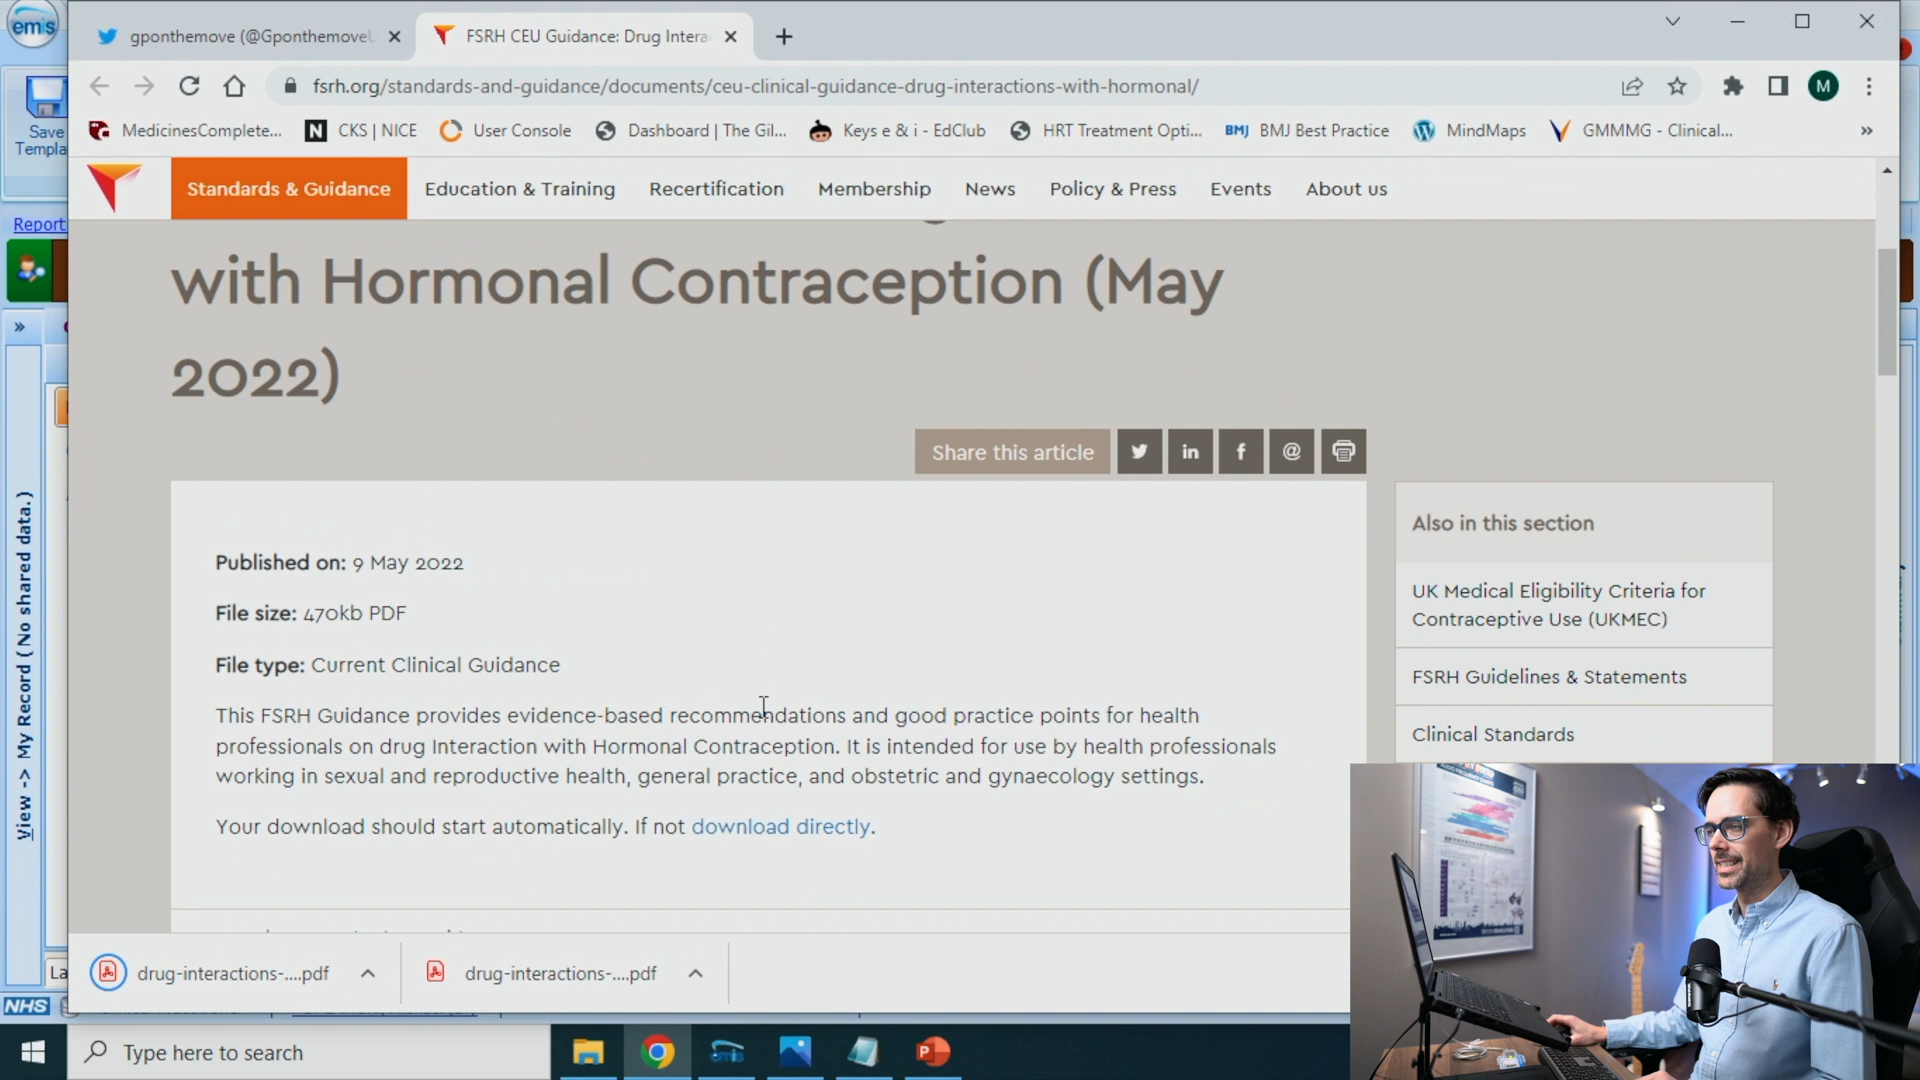 emis
gponthemove (@Gponthemove
FSRH CEU Guidance: Drug Intera
fsrh.org/standards-and-guidance/documents/ceu-clinical-guidance-drug-interactions-with-hormonal/
M
Save
Templa
MedicinesComplete...
CKS | NICE
User Console
Dashboard | The Gil...
Keys e & i - EdClub
HRT Treatment Opti...
BMJ BMJ Best Practice
MindMaps
GMMMG - Clinical...
»
Report
Standards & Guidance
Education & Training
Recertification
Membership
News
Policy & Press
Events
About us
with Hormonal Contraception (May
2022)
Share this article
Published on: 9 May 2022
File size: 470kb PDF
File type: Current Clinical Guidance
This FSRH Guidance provides evidence-based recommendations and good practice points for health
professionals on drug Interaction with Hormonal Contraception. It is intended for use by health professionals
working in sexual and reproductive health, general practice, and obstetric and gynaecology settings.
Your download should start automatically. If not download directly.
Also in this section
UK Medical Eligibility Criteria for
Contraceptive Use (UKMEC)
FSRH Guidelines & Statements
Clinical Standards
View -> My Record ( No shared data.)
drug-interactions-....pdf
drug-interactions-....pdf
La
NHS
Type here to search